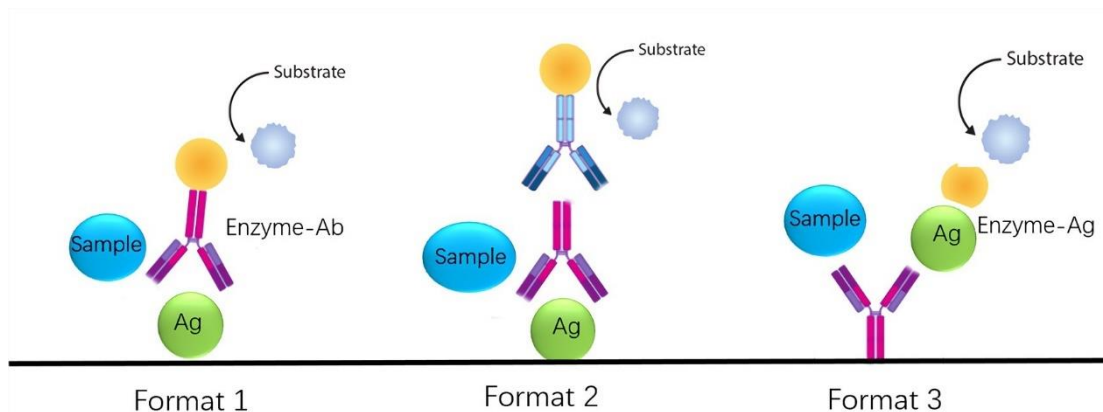 Substrate
Sample
Enzyme-Ab
Ag
Format 1
Substrate
Sample
Ag
Format 2
Substrate
Sample
Ag
Enzyme-Ag
Format 3